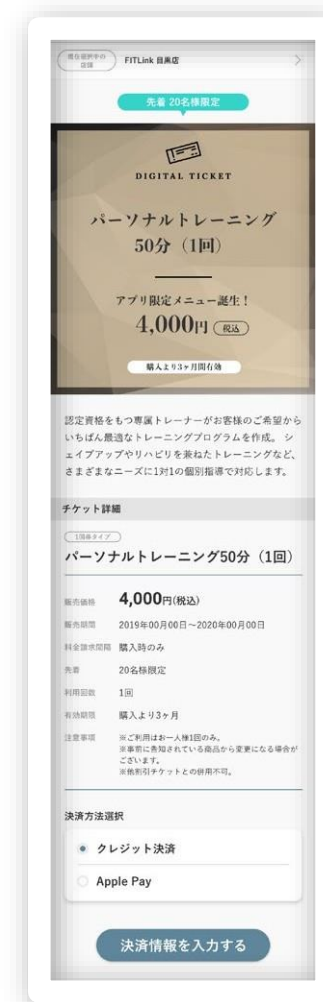 現在選択中の
店舗
FITLink 目黒店
先着 20名様限定
DIGITAL TICKET
パーソナルトレーニング
50分（1回）
アプリ限定メニュー誕生！
4,000円 税込
購入より3ヶ月間有効
認定資格をもつ専属トレーナーがお客様のご希望から
いちばん最適なトレーニングプログラムを作成。 シ
ェイプアップやリハビリを兼ねたトレーニングなど、
さまざまなニーズに1対1の個別指導で対応します。
チケット詳細
1回券タイプ
パーソナルトレーニング50分（1回）
販売価格 4,000円(税込)
販売期間 2019年00月00日～2020年00月00日
料金請求間隔 購入時のみ
先着 20名様限定
利用回数 1回
有効期限 購入より3ヶ月
注意事項 ※ご利用はお一人様1回のみ。
※事前に告知されている商品から変更になる場合が
ございます。
※他割引チケットとの併用不可。
決済方法選択
クレジット決済
Apple Pay
決済情報を入力する